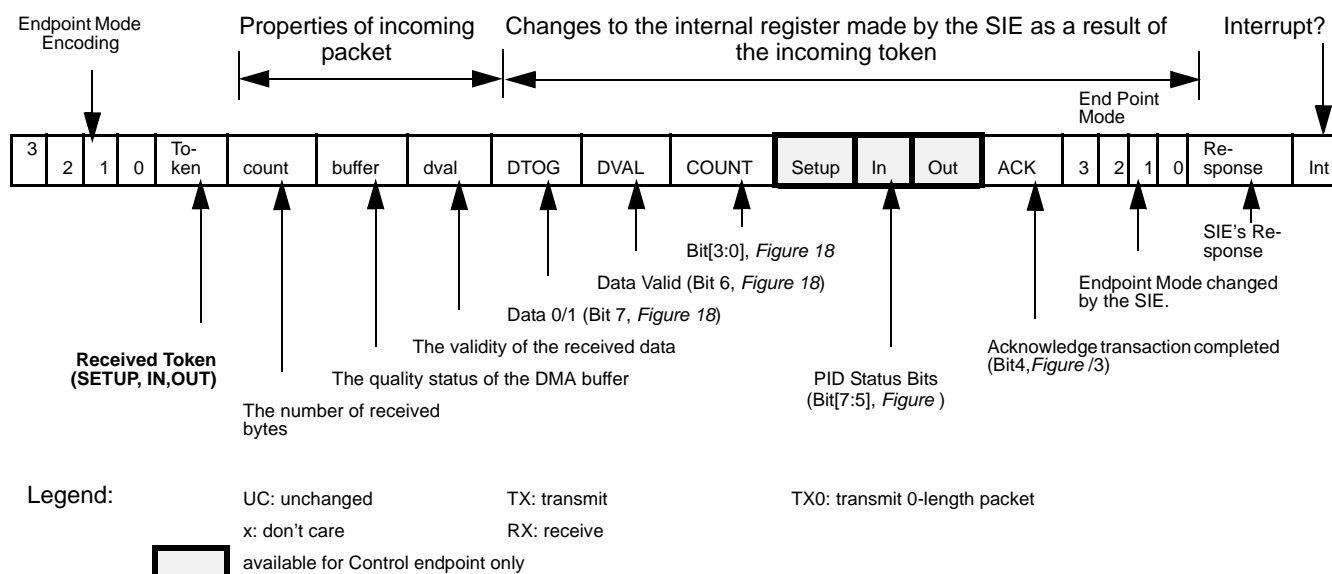 Endpoint Mode
Encoding
Properties of incoming
packet
Changes to the internal register made by the SIE as a result of
the incoming token
Interrupt?
End Point
Mode
3 2 1 0 To-
ken count buffer dval DTOG DVAL COUNT Setup In Out ACK 3 2 1 0 Re-
sponse Int
Bit[3:0], Figure 18
Data Valid (Bit 6, Figure 18)
Data 0/1 (Bit 7, Figure 18)
The validity of the received data
The quality status of the DMA buffer
The number of received
bytes
Received Token
(SETUP, IN,OUT)
PID Status Bits
(Bit[7:5], Figure )
SIE's Re-
sponse
Endpoint Mode changed
by the SIE.
Acknowledge transaction completed
(Bit4,Figure /3)
Legend:
UC: unchanged
TX: transmit
TX0: transmit 0-length packet
x: don't care
RX: receive
available for Control endpoint only